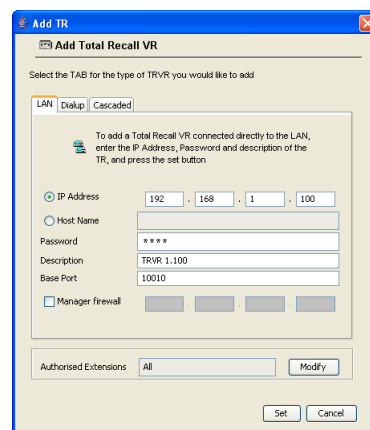 Add TR
Add Total Recall VR
Select the TAB for the type of TRVR you would like to add
LAN Dialup Cascaded
To add a Total Recall VR connected directly to the LAN,
enter the IP Address, Password and description of the
TR, and press the set button
IP Address 192 . 168 . 1 . 100
Host Name
Password ****
Description TRVR 1.100
Base Port 10010
Manager firewall . . .
Authorised Extensions All Modify
Set Cancel